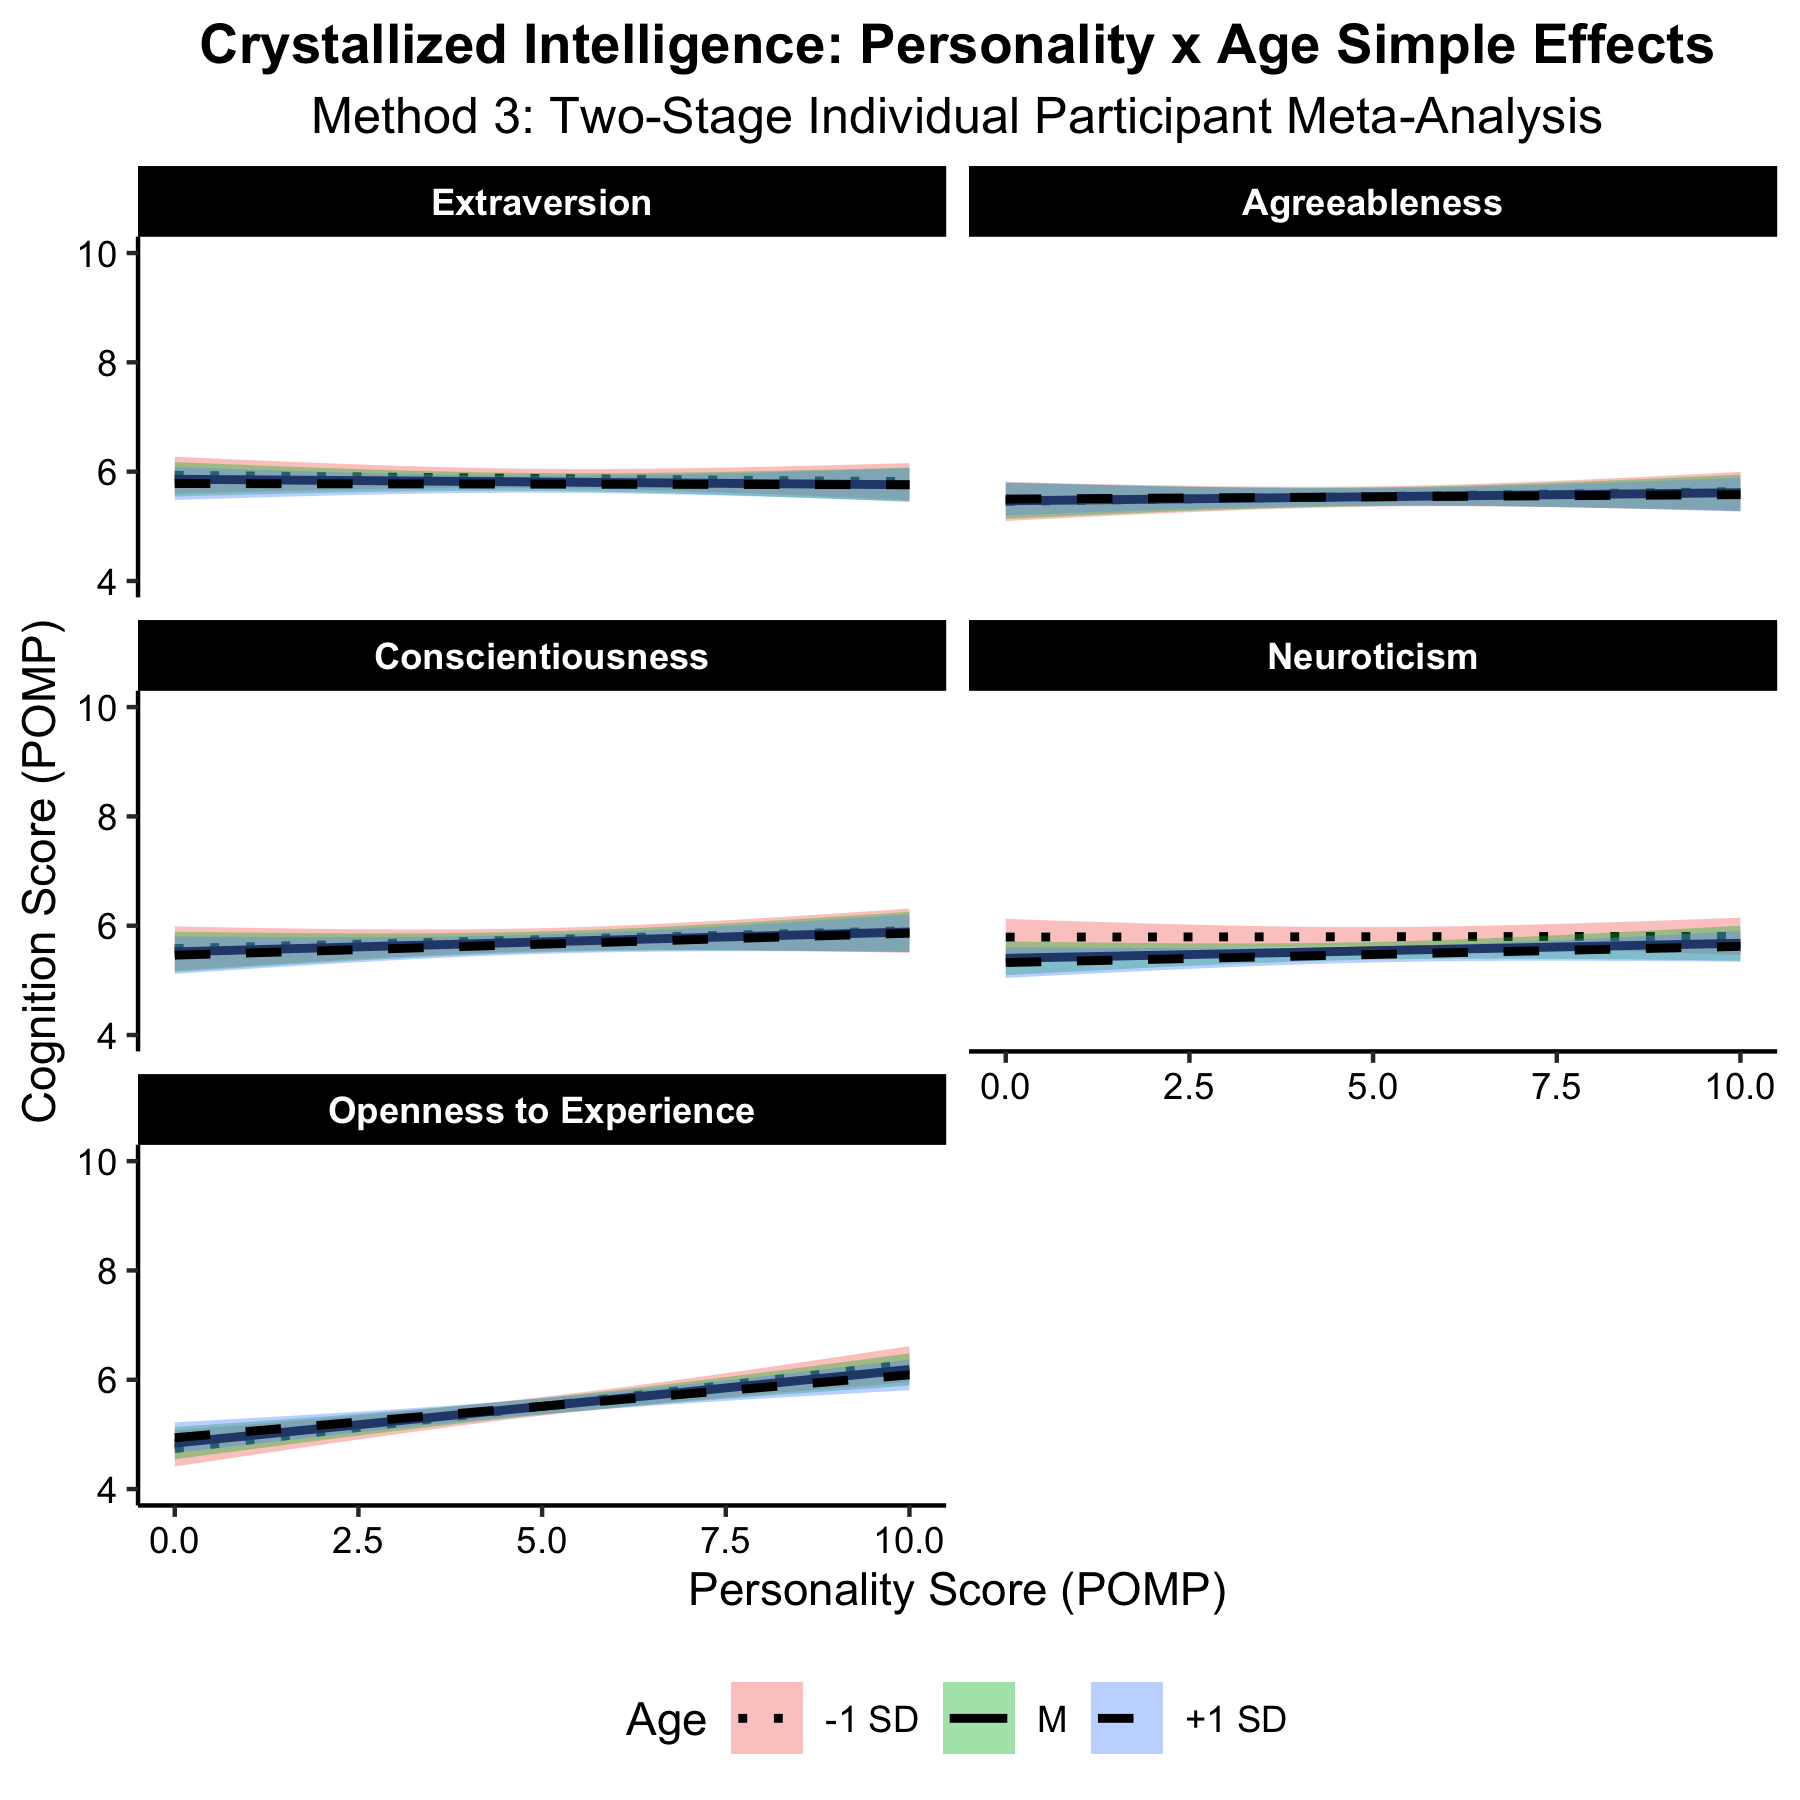 Crystallized Intelligence: Personality x Age Simple Effects
Method 3: Two-Stage Individual Participant Meta-Analysis
Extraversion
Agreeableness
10
8
6
4
Conscientiousness
Neuroticism
10
8
6
4
0.0 2.5 5.0 7.5 10.0
Openness to Experience
10
8
6
4
0.0 2.5 5.0 7.5 10.0
Cognition Score (POMP)
Personality Score (POMP)
Age -1 SD M +1 SD